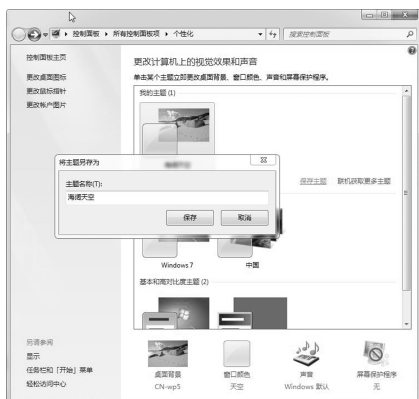 控制面板 ▸ 所有控制面板项 ▸ 个性化
搜索控制面板
控制面板主页
更改桌面图标
更改鼠标指针
更改帐户图片
更改计算机上的视觉效果和声音
单击某个主题立即更改桌面背景、窗口颜色、声音和屏幕保护程序。
我的主题 (1)
将主题另存为
主题名称(T):
海阔天空
保存
取消
保存主题
联机获取更多主题
Windows 7
中国
基本和高对比度主题 (2)
另请参阅
显示
任务栏和「开始」菜单
轻松访问中心
桌面背景
CN-wp5
窗口颜色
天空
声音
Windows 默认
屏幕保护程序
无